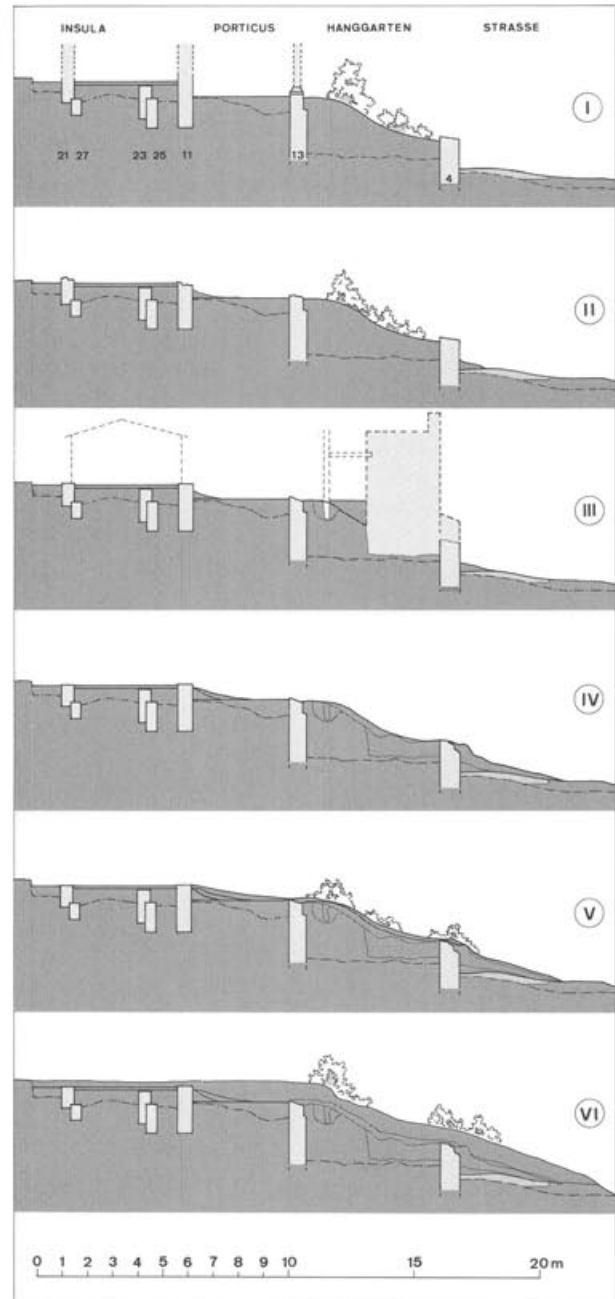 INSULA PORTICUS HANGGARTEN STRASSE
I
21 27 23 25 11 13 4
II
III
IV
V
VI
0 1 2 3 4 5 6 7 8 9 10 15 20 m